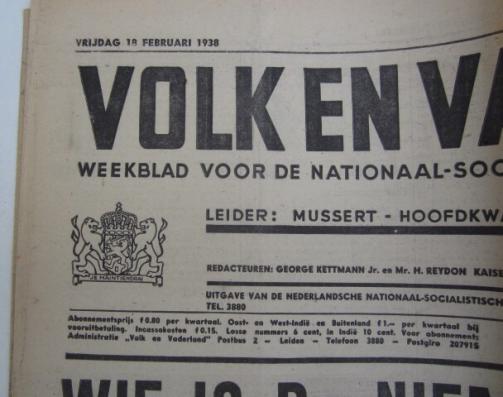 VRIJDAG 18 FEBRUARI 1938
VOLK EN VA
WEEKBLAD VOOR DE NATIONAAL-SOC
LEIDER: MUSSERT - HOOFDKWA
JE MAINTIENDRAI
REDACTEUREN: GEORGE KETTMANN Jr. en Mr. H. REYDON KAISE
UITGAVE VAN DE NEDERLANDSCHE NATIONAAL-SOCIALISTISCH
TEL. 3880
Abonnementsprijs f 0.80 per kwartaal. Oost- en West-Indië en Buitenland f 1.— per kwartaal bij
vooruitbetaling. Incassokosten f 0.15. Losse nummers 6 cent, in Indië 10 cent. Voor abonnementen:
Administratie „Volk en Vaderland" Postbus 2 — Leiden — Telefoon 3880 — Postgiro 207915